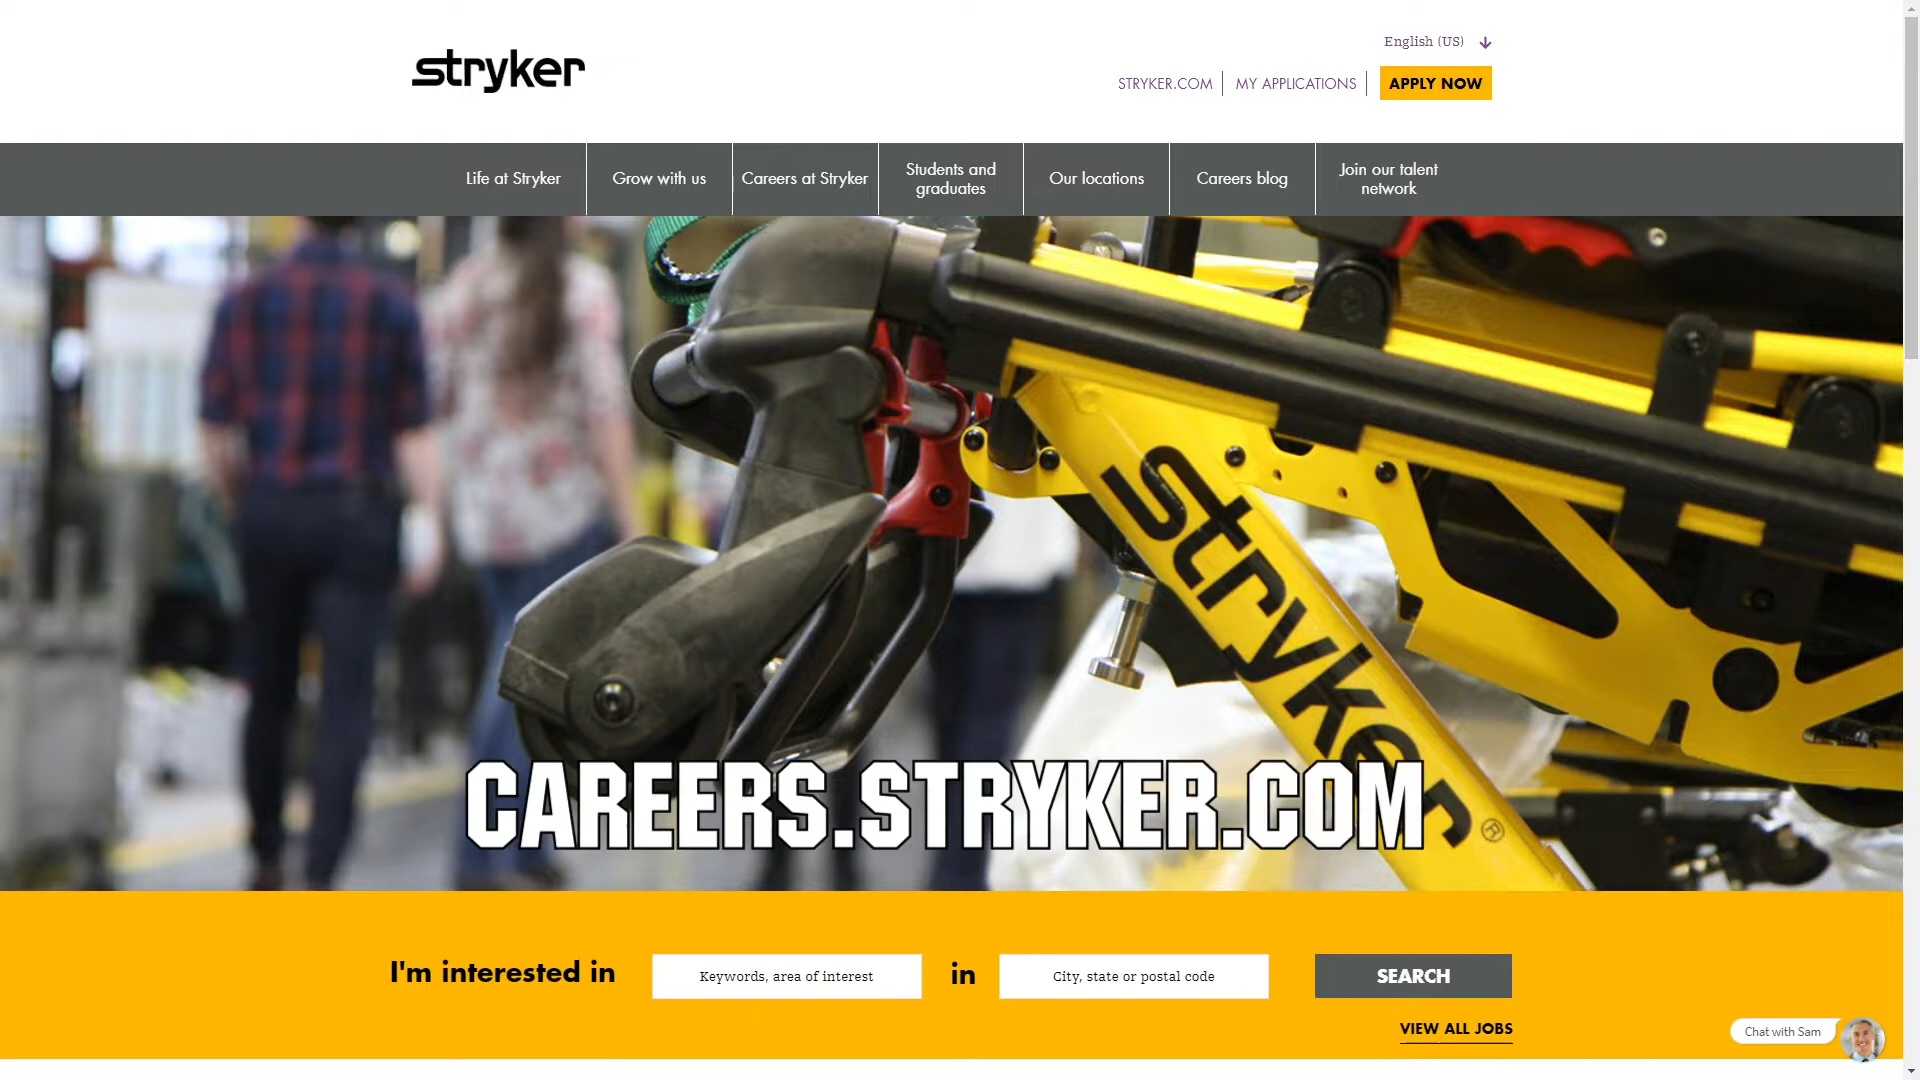 stryker
English (US)
STRYKER.COM
MY APPLICATIONS
APPLY NOW
Life at Stryker
Grow with us
Careers at Stryker
Students and
graduates
Our locations
Careers blog
Join our talent
network
stryker®
CAREERS.STRYKER.COM
I'm interested in
Keywords, area of interest
in
City, state or postal code
SEARCH
VIEW ALL JOBS
Chat with Sam